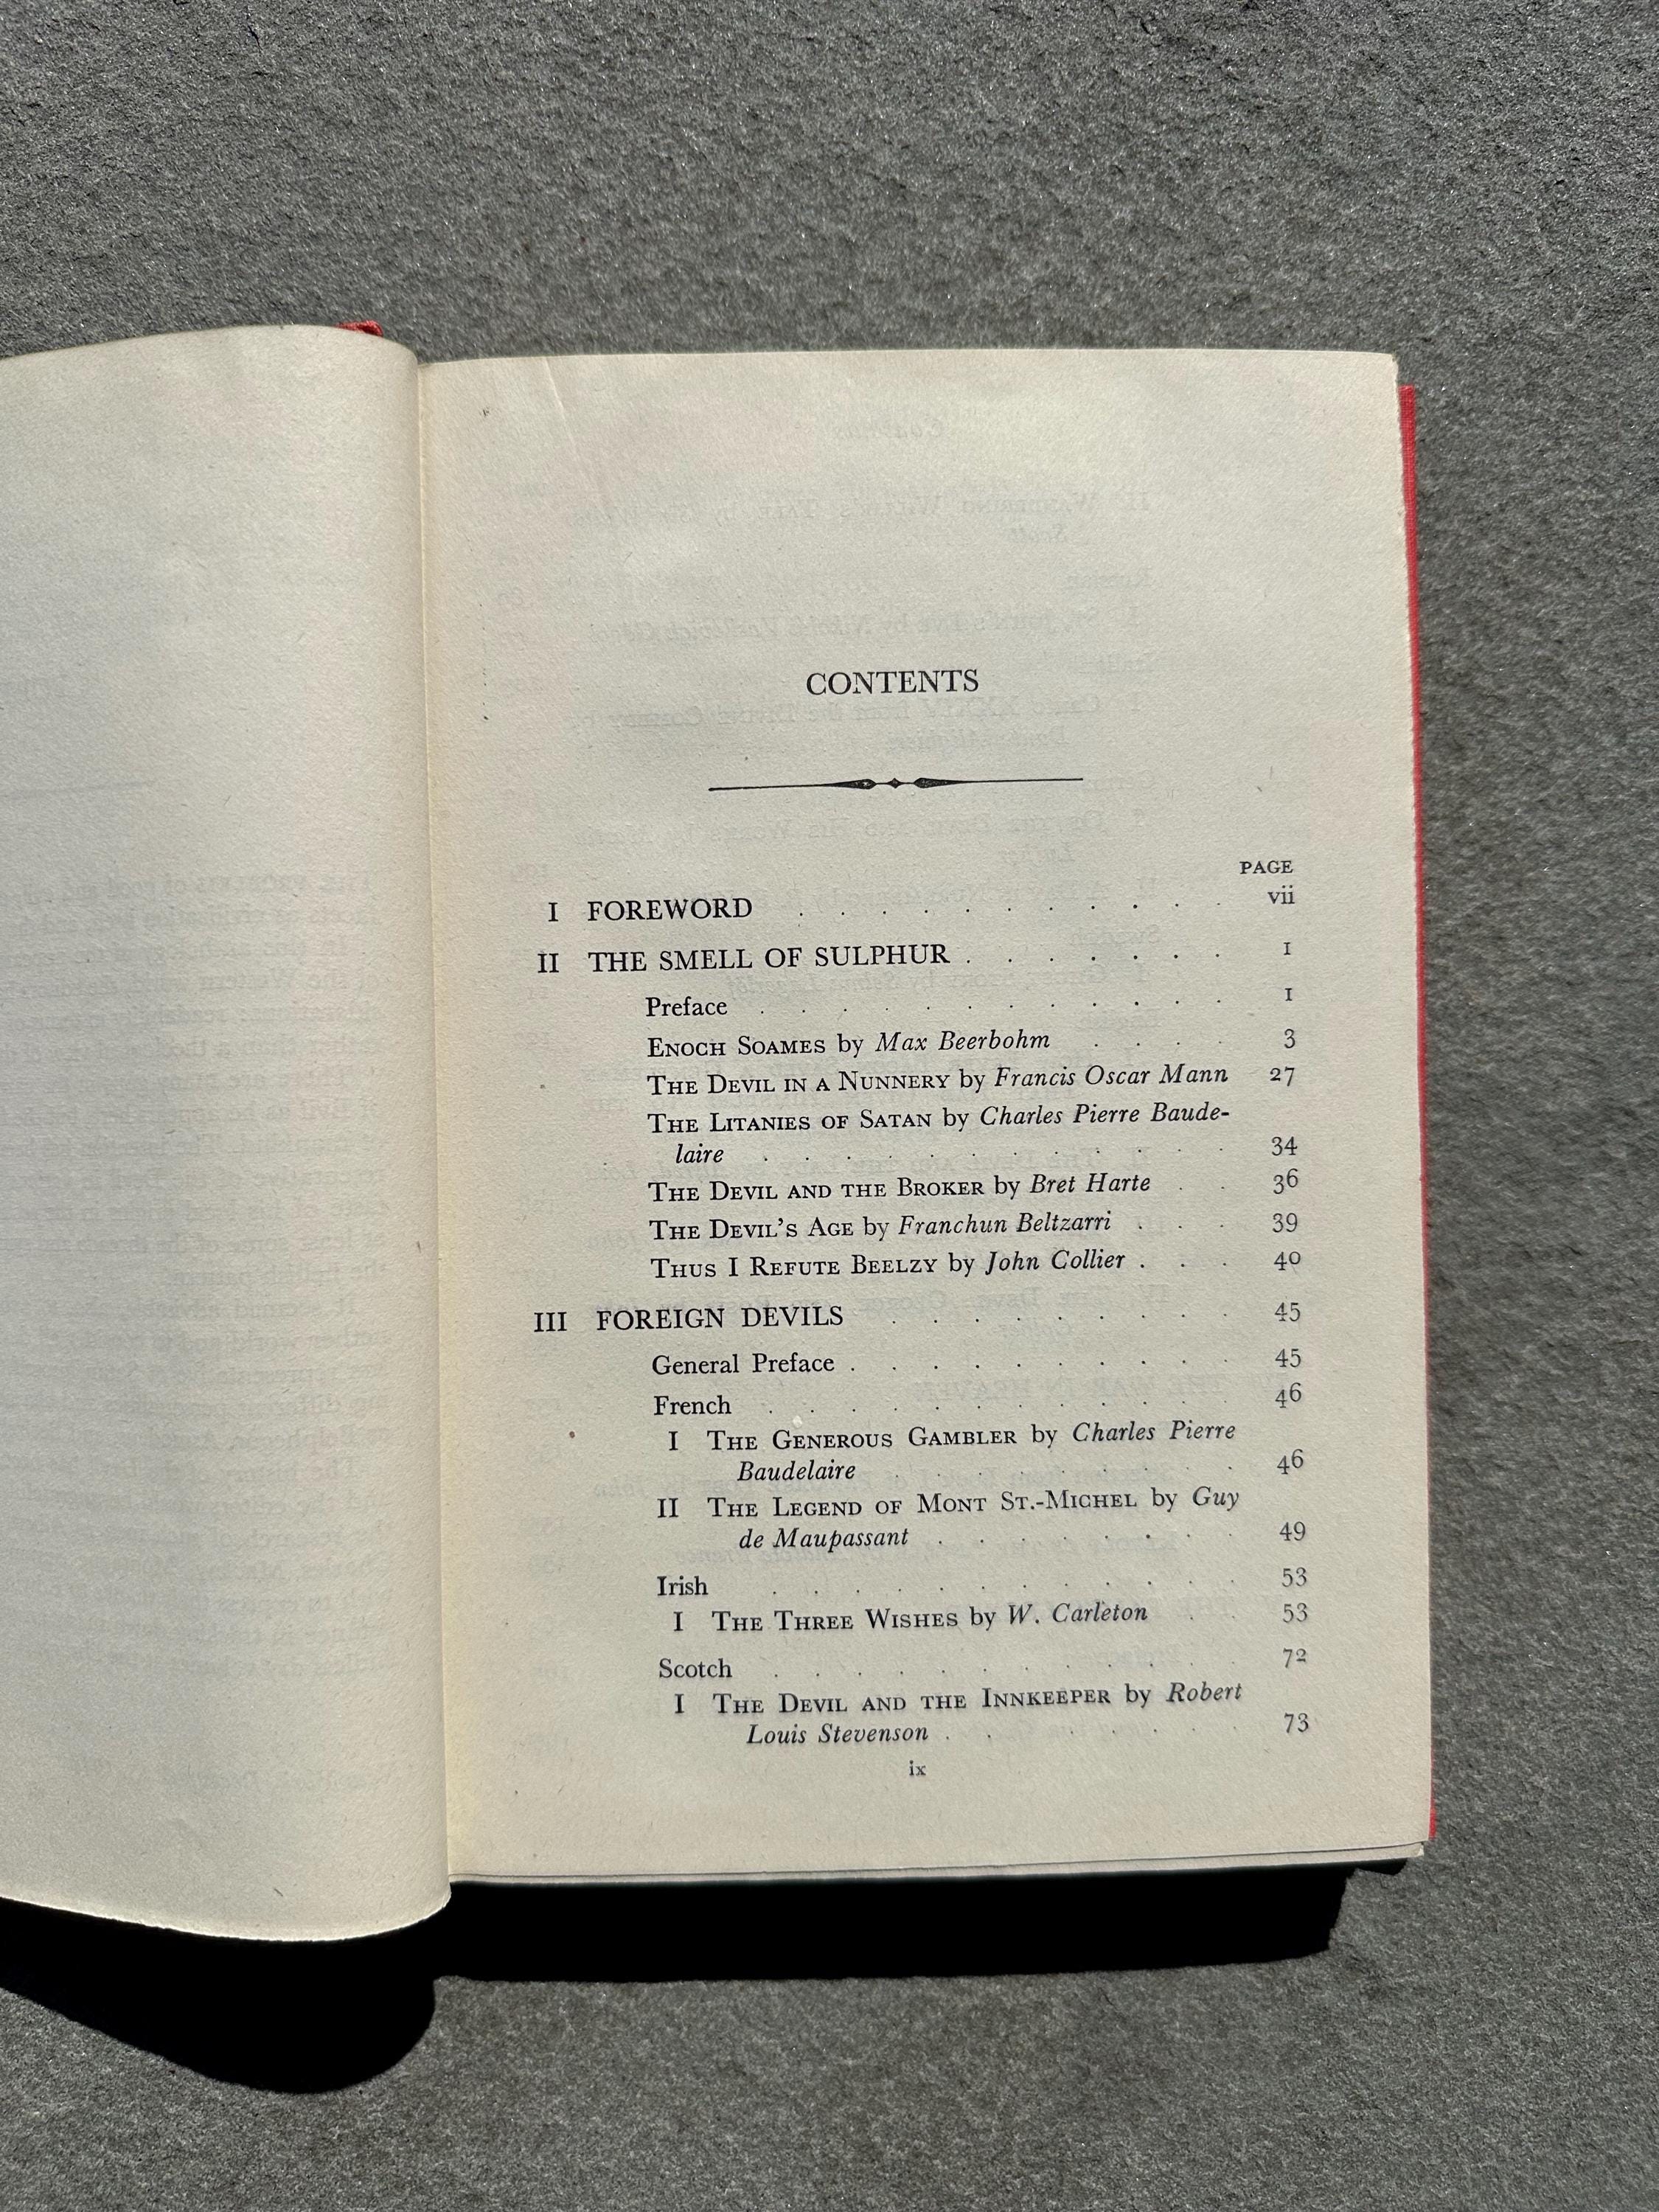 CONTENTS
PAGE
I FOREWORD . . . . . . . . . . . vii
II THE SMELL OF SULPHUR . . . . . . . 1
Preface . . . . . . . . . . . . 1
ENOCH SOAMES by Max Beerbohm . . . . 3
THE DEVIL IN A NUNNERY by Francis Oscar Mann 27
THE LITANIES OF SATAN by Charles Pierre Baude-
laire . . . . . . . . . . . . 34
THE DEVIL AND THE BROKER by Bret Harte . . 36
THE DEVIL'S AGE by Franchun Beltzarri . . . 39
THUS I REFUTE BEELZY by John Collier . . . 40
III FOREIGN DEVILS . . . . . . . . . 45
General Preface . . . . . . . . . . 45
French . . . . . . . . . . . . 46
I THE GENEROUS GAMBLER by Charles Pierre
Baudelaire . . . . . . . . . 46
II THE LEGEND OF MONT ST.-MICHEL by Guy
de Maupassant . . . . . . . . 49
Irish . . . . . . . . . . . . 53
I THE THREE WISHES by W. Carleton . . 53
Scotch . . . . . . . . . . . . 72
I THE DEVIL AND THE INNKEEPER by Robert
Louis Stevenson . . . . . . . . 73
ix